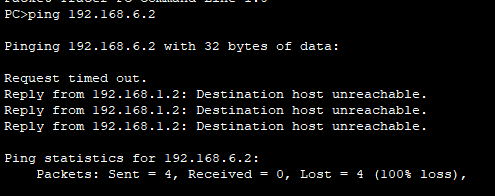 PC>ping 192.168.6.2
Pinging 192.168.6.2 with 32 bytes of data:
Request timed out.
Reply from 192.168.1.2: Destination host unreachable.
Reply from 192.168.1.2: Destination host unreachable.
Reply from 192.168.1.2: Destination host unreachable.
Ping statistics for 192.168.6.2:
Packets: Sent = 4, Received = 0, Lost = 4 (100% loss),